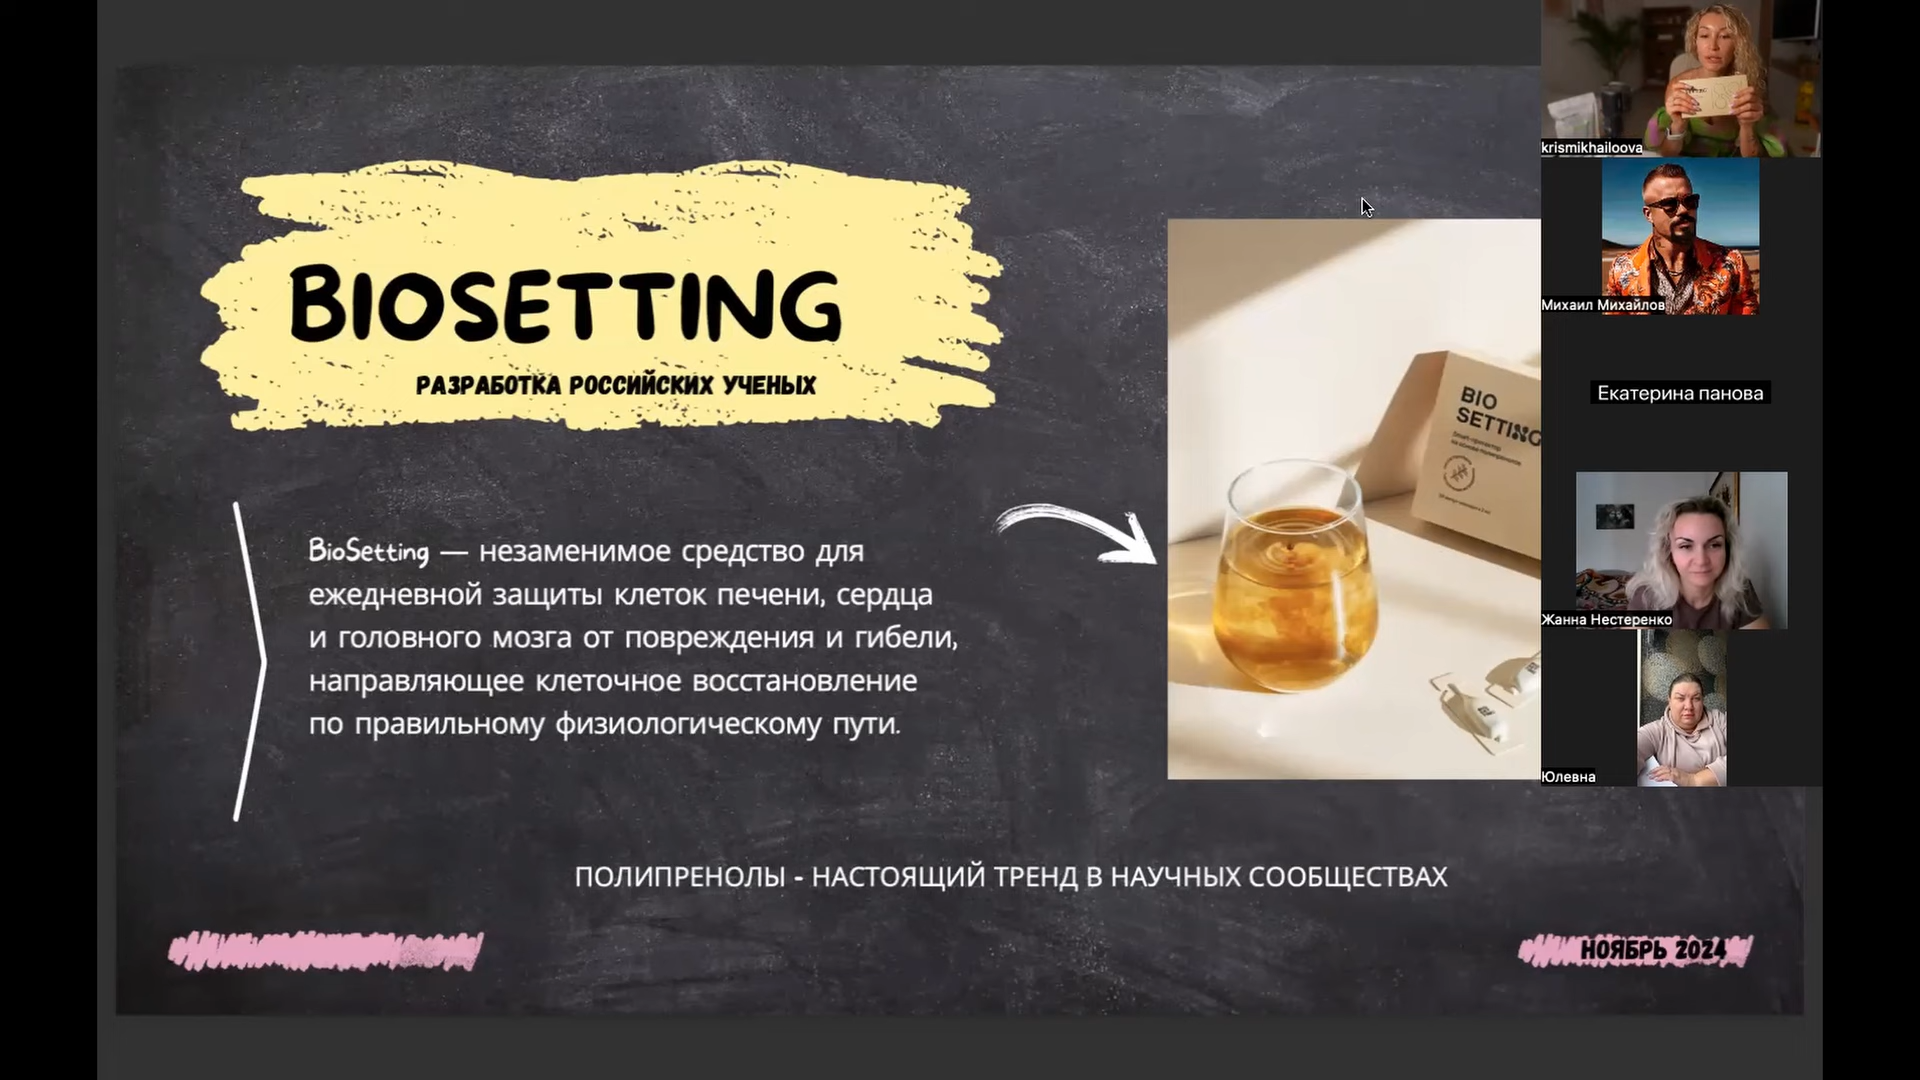 BIOSETTING
РАЗРАБОТКА РОССИЙСКИХ УЧЕНЫХ
BioSetting — незаменимое средство для
ежедневной защиты клеток печени, сердца
и головного мозга от повреждения и гибели,
направляющее клеточное восстановление
по правильному физиологическому пути.
BIO
SETTING
ПОЛИПРЕНОЛЫ - НАСТОЯЩИЙ ТРЕНД В НАУЧНЫХ СООБЩЕСТВАХ
НОЯБРЬ 2024
krismikhailoova
Михаил Михайлов
Екатерина панова
Жанна Нестеренко
Юлевна